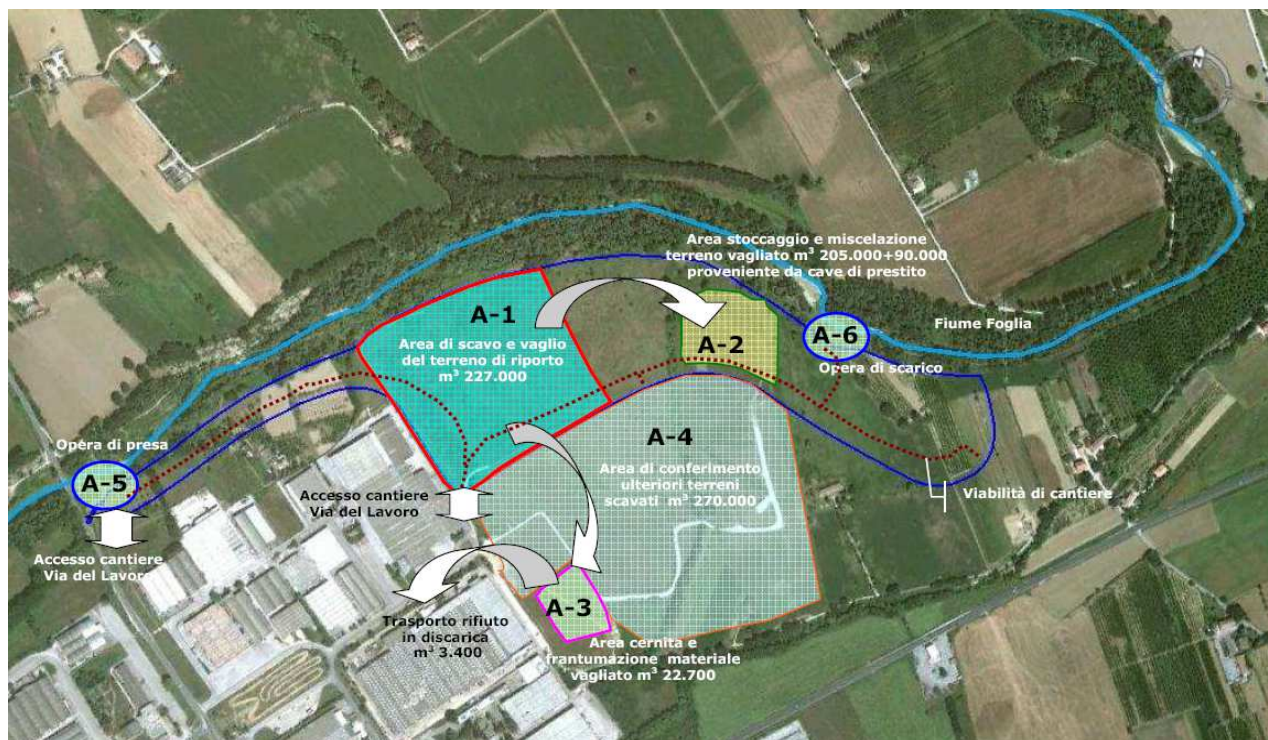 Area stoccaggio e miscelazione
terreno vagliato m³ 205.000+90.000
proveniente da cave di prestito
A-1
Area di scavo e vaglio
del terreno di riporto
m³ 227.000
A-2
A-6
Opera di scarico
Fiume Foglia
Opera di presa
A-5
Accesso cantiere
Via del Lavoro
A-4
Area di conferimento
ulteriori terreni
scavati m³ 270.000
Accesso cantiere
Via del Lavoro
Viabilità di cantiere
A-3
Trasporto rifiuto
in discarica
m³ 3.400
Area cernita e
frantumazione materiale
vagliato m³ 22.700